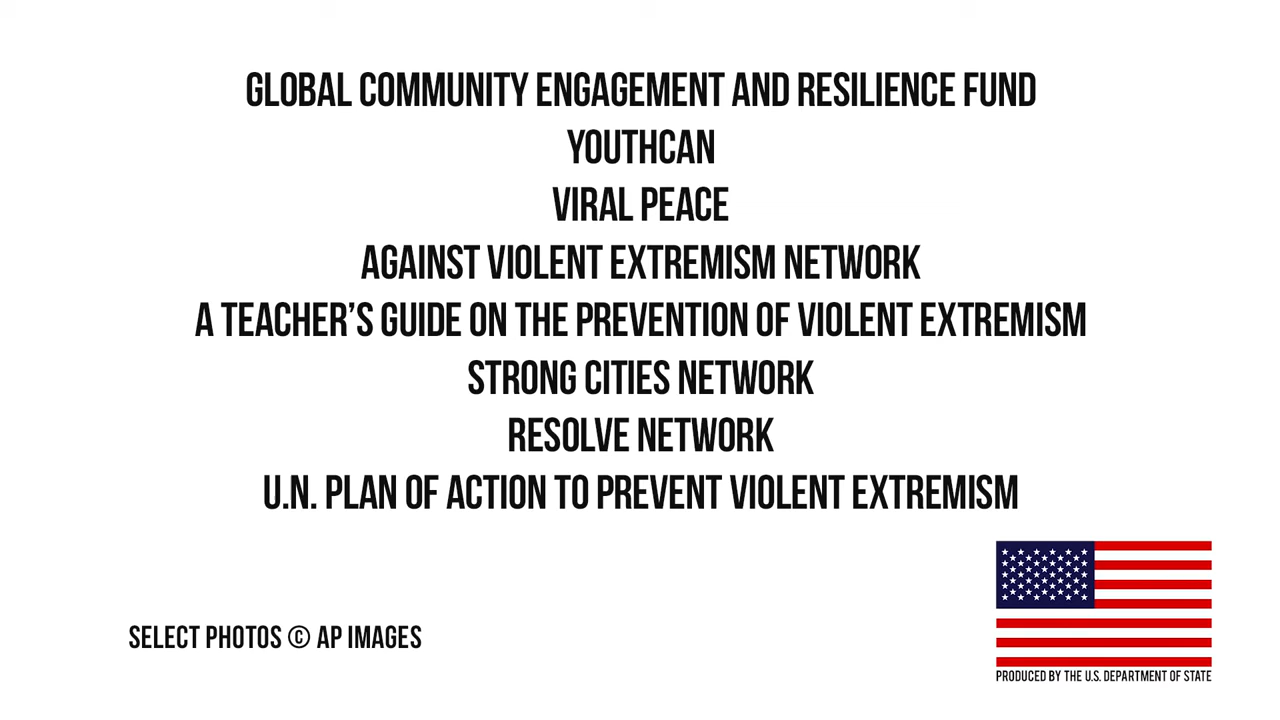 GLOBAL COMMUNITY ENGAGEMENT AND RESILIENCE FUND
YOUTHCAN
VIRAL PEACE
AGAINST VIOLENT EXTREMISM NETWORK
A TEACHER’S GUIDE ON THE PREVENTION OF VIOLENT EXTREMISM
STRONG CITIES NETWORK
RESOLVE NETWORK
U.N. PLAN OF ACTION TO PREVENT VIOLENT EXTREMISM
SELECT PHOTOS © AP IMAGES
PRODUCED BY THE U.S. DEPARTMENT OF STATE